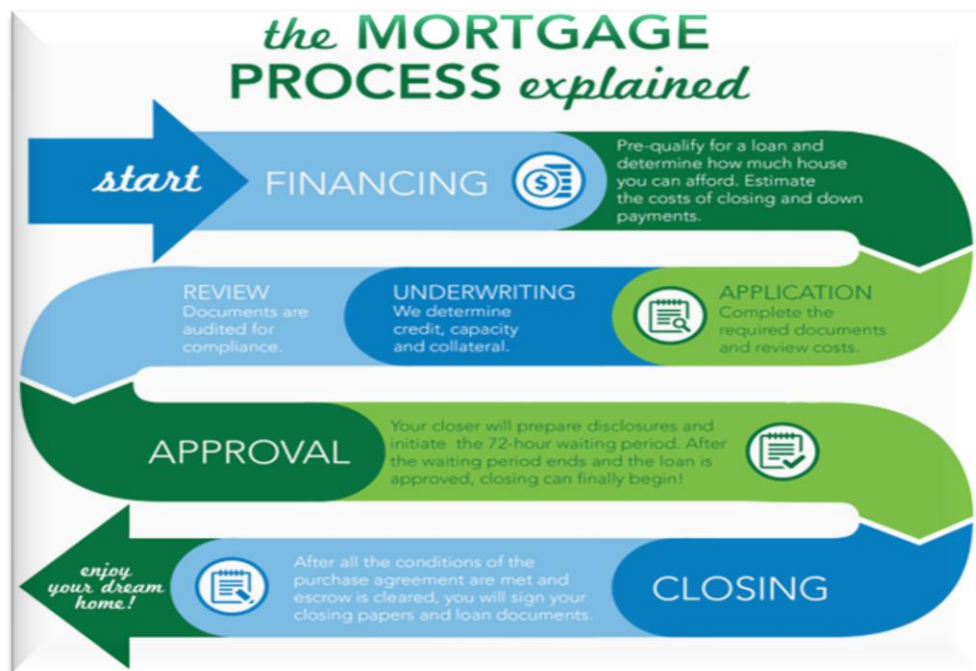 the MORTGAGE
PROCESS explained
start
FINANCING
Pre-qualify for a loan and
determine how much house
you can afford. Estimate
the costs of closing and down
payments.
APPLICATION
Complete the
required documents
and review costs.
UNDERWRITING
We determine
credit, capacity
and collateral.
REVIEW
Documents are
audited for
compliance.
APPROVAL
Your closer will prepare disclosures and
initiate the 72-hour waiting period. After
the waiting period ends and the loan is
approved, closing can finally begin!
CLOSING
After all the conditions of the
purchase agreement are met and
escrow is cleared, you will sign your
closing papers and loan documents.
enjoy
your dream
home!